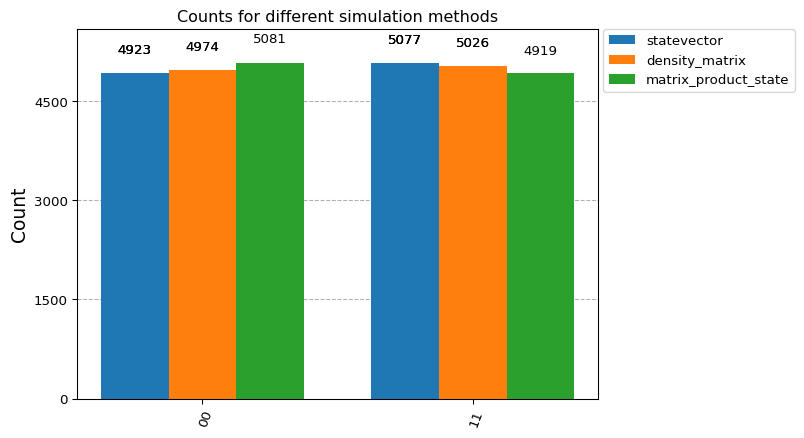 Counts for different simulation methods
4923 4974 5081 5077 5026 4919
statevector
density_matrix
matrix_product_state
Count
4500
3000
1500
0
00 11